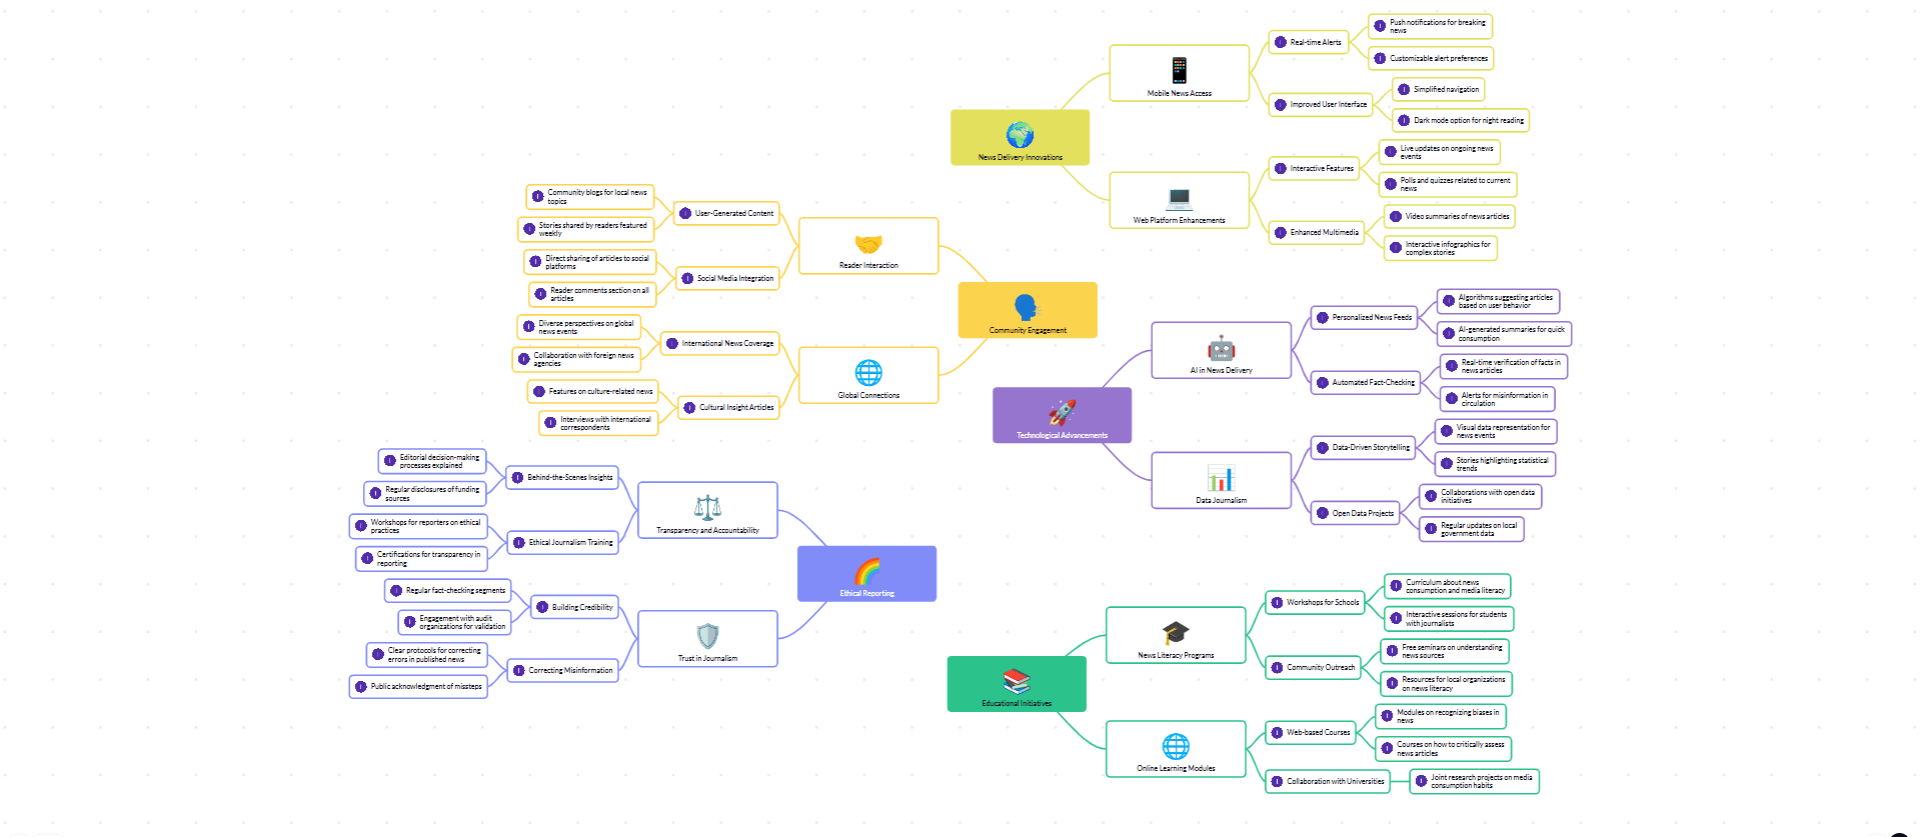 News Delivery Innovations
Mobile News Access
Real-time Alerts
Push notifications for breaking
news
Customizable alert preferences
Improved User Interface
Simplified navigation
Dark mode option for night reading
Web Platform Enhancements
Interactive Features
Live updates on ongoing news
events
Polls and quizzes related to current
news
Enhanced Multimedia
Video summaries of news articles
Interactive infographics for
complex stories
Community Engagement
Reader Interaction
User-Generated Content
Community blogs for local news
topics
Stories shared by readers featured
weekly
Social Media Integration
Direct sharing of articles to social
platforms
Reader comments section on all
articles
Global Connections
International News Coverage
Diverse perspectives on global
news events
Collaboration with foreign news
agencies
Cultural Insight Articles
Features on culture-related news
Interviews with international
correspondents
Technological Advancements
AI in News Delivery
Personalized News Feeds
Algorithms suggesting articles
based on user behavior
AI-generated summaries for quick
consumption
Automated Fact-Checking
Real-time verification of facts in
news articles
Alerts for misinformation in
circulation
Data Journalism
Data-Driven Storytelling
Visual data representation for
news events
Stories highlighting statistical
trends
Open Data Projects
Collaborations with open data
initiatives
Regular updates on local
government data
Ethical Reporting
Transparency and Accountability
Behind-the-Scenes Insights
Editorial decision-making
processes explained
Regular disclosures of funding
sources
Ethical Journalism Training
Workshops for reporters on ethical
practices
Certifications for transparency in
reporting
Trust in Journalism
Building Credibility
Regular fact-checking segments
Engagement with audit
organizations for validation
Correcting Misinformation
Clear protocols for correcting
errors in published news
Public acknowledgment of missteps
Educational Initiatives
News Literacy Programs
Workshops for Schools
Curriculum about news
consumption and media literacy
Interactive sessions for students
with journalists
Community Outreach
Free seminars on understanding
news sources
Resources for local organizations
on news literacy
Online Learning Modules
Web-based Courses
Modules on recognizing biases in
news
Courses on how to critically assess
news articles
Collaboration with Universities
Joint research projects on media
consumption habits